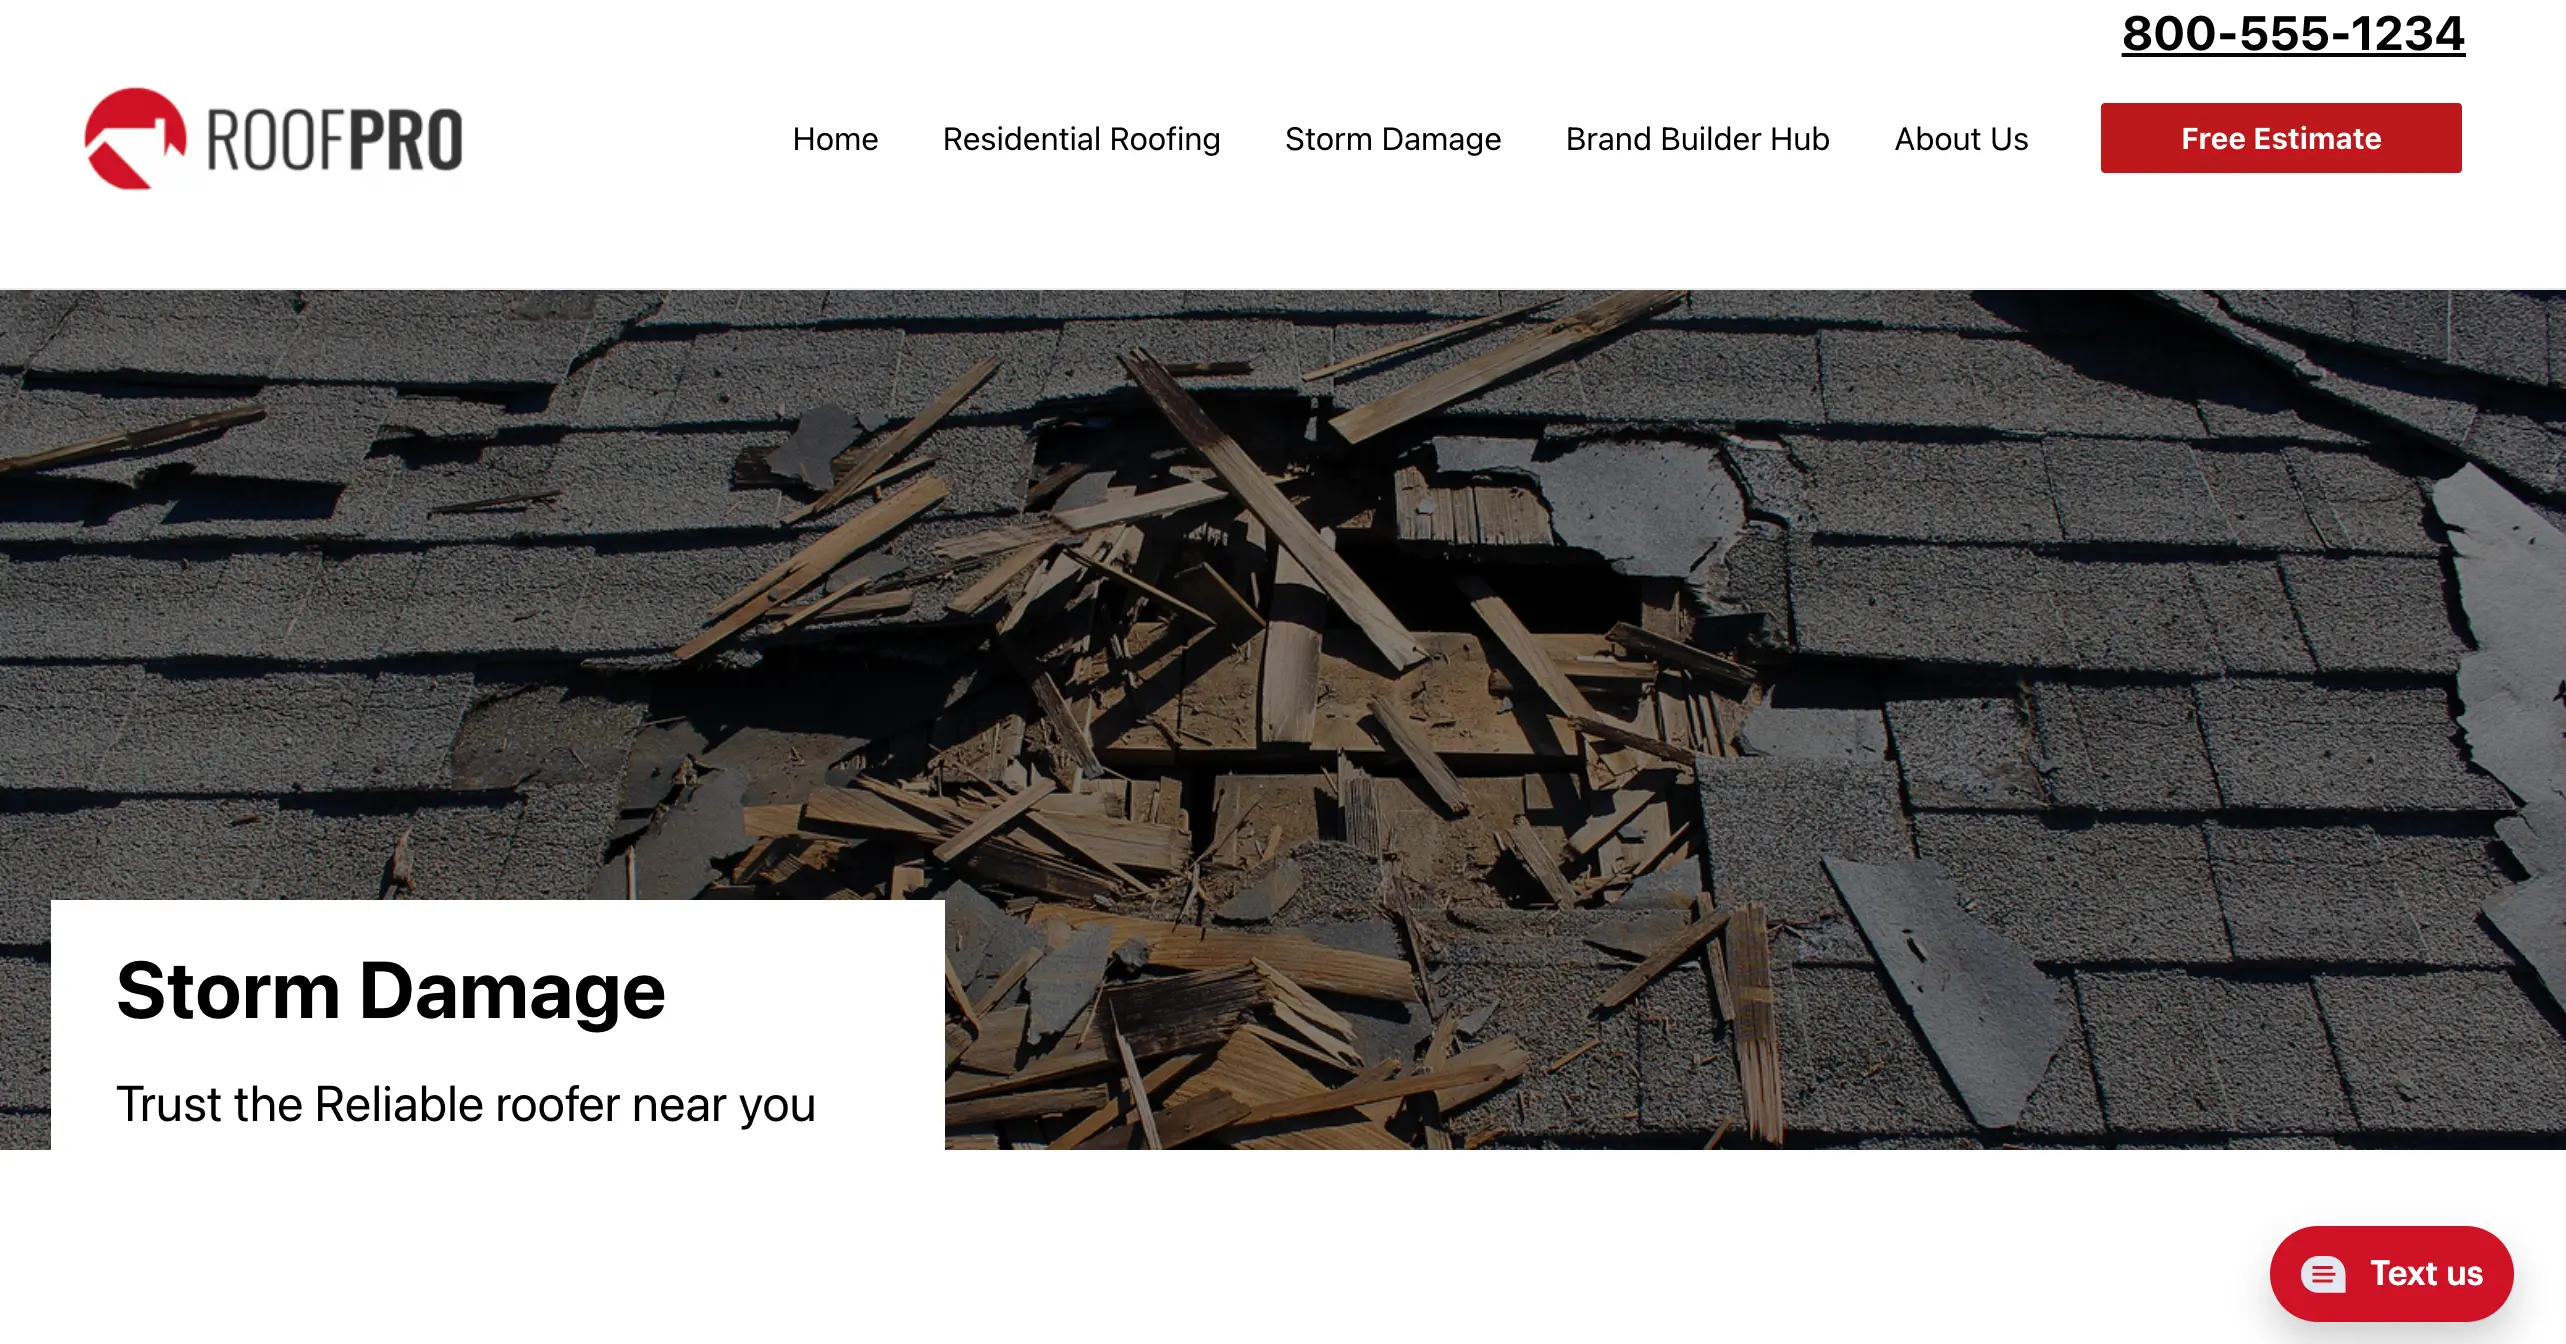 800-555-1234
ROOFPRO
Home
Residential Roofing
Storm Damage
Brand Builder Hub
About Us
Free Estimate
Storm Damage
Trust the Reliable roofer near you
Text us